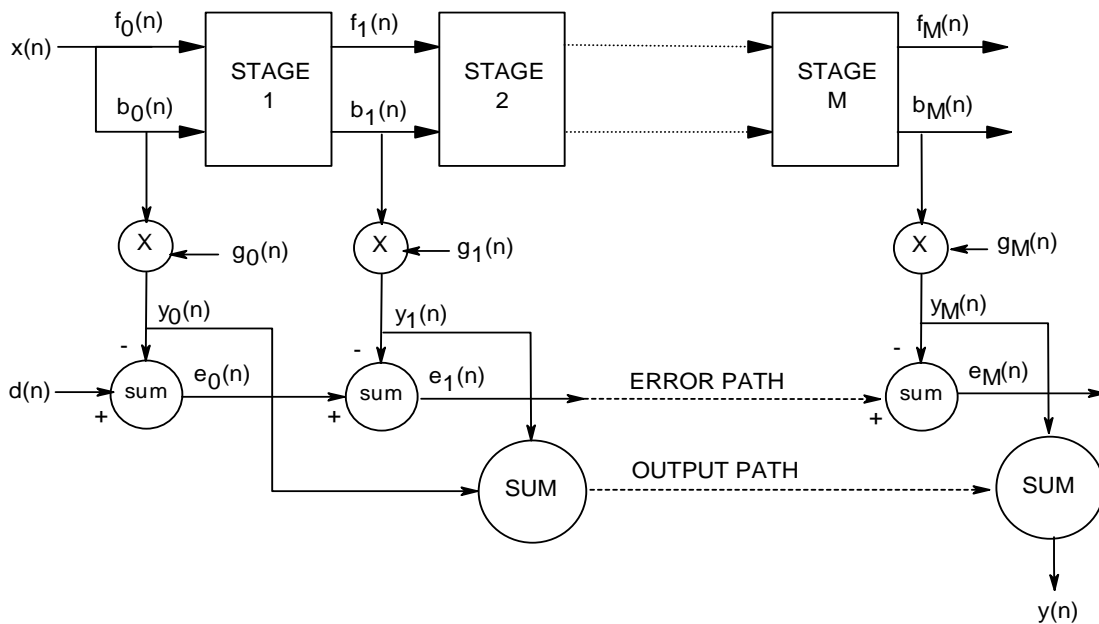 f0(n) f1(n) fM(n)
x(n)
STAGE
1
STAGE
2
STAGE
M
b0(n) b1(n) bM(n)
X X X
g0(n) g1(n) gM(n)
y0(n) y1(n) yM(n)
- - -
d(n) sum e0(n) sum e1(n) ERROR PATH sum eM(n)
+ + +
SUM OUTPUT PATH SUM
y(n)